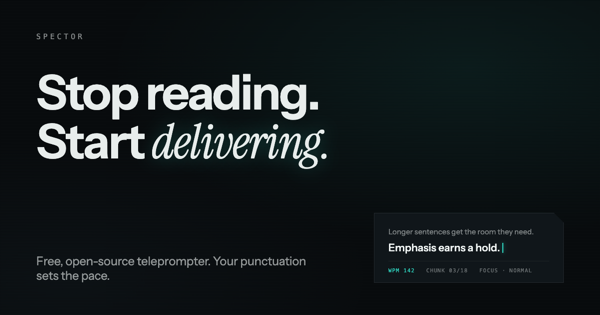 SPECTOR
Stop reading.
Start delivering.
Free, open-source teleprompter. Your punctuation
sets the pace.
Longer sentences get the room they need.
Emphasis earns a hold.
WPM 142 CHUNK 03/18 FOCUS · NORMAL